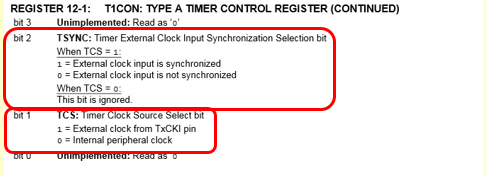 REGISTER 12-1: T1CON: TYPE A TIMER CONTROL REGISTER (CONTINUED)
bit 3 Unimplemented: Read as ‘0’
bit 2 TSYNC: Timer External Clock Input Synchronization Selection bit
When TCS = 1:
1 = External clock input is synchronized
0 = External clock input is not synchronized
When TCS = 0:
This bit is ignored.
bit 1 TCS: Timer Clock Source Select bit
1 = External clock from TxCKI pin
0 = Internal peripheral clock
bit 0 Unimplemented: Read as ‘0’